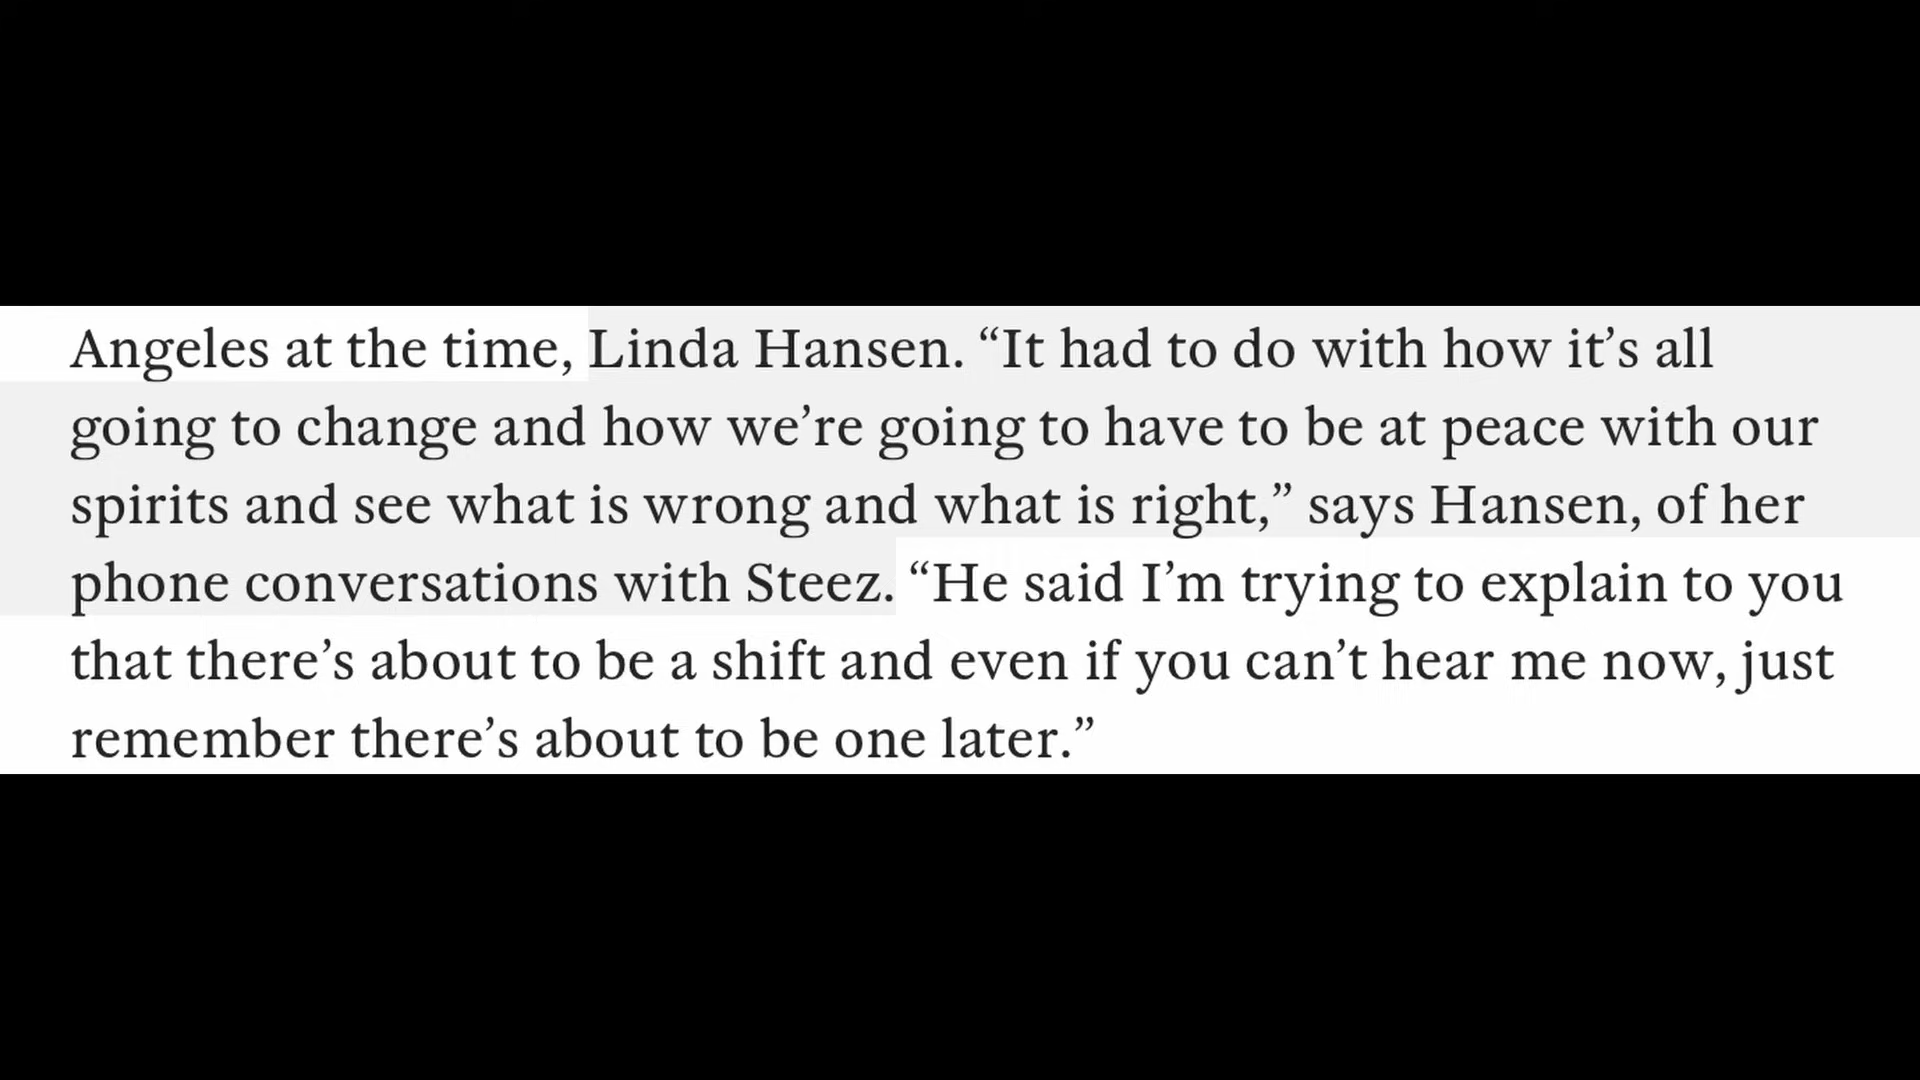 Angeles at the time, Linda Hansen. “It had to do with how it’s all
going to change and how we’re going to have to be at peace with our
spirits and see what is wrong and what is right,” says Hansen, of her
phone conversations with Steez. “He said I’m trying to explain to you
that there’s about to be a shift and even if you can’t hear me now, just
remember there’s about to be one later.”